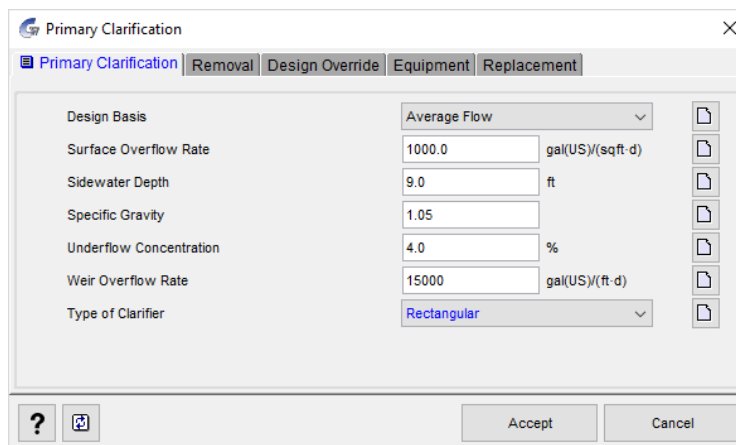 Primary Clarification
Primary Clarification Removal Design Override Equipment Replacement
Design Basis Average Flow
Surface Overflow Rate 1000.0 gal(US)/(sqft·d)
Sidewater Depth 9.0 ft
Specific Gravity 1.05
Underflow Concentration 4.0 %
Weir Overflow Rate 15000 gal(US)/(ft·d)
Type of Clarifier Rectangular
? Accept Cancel